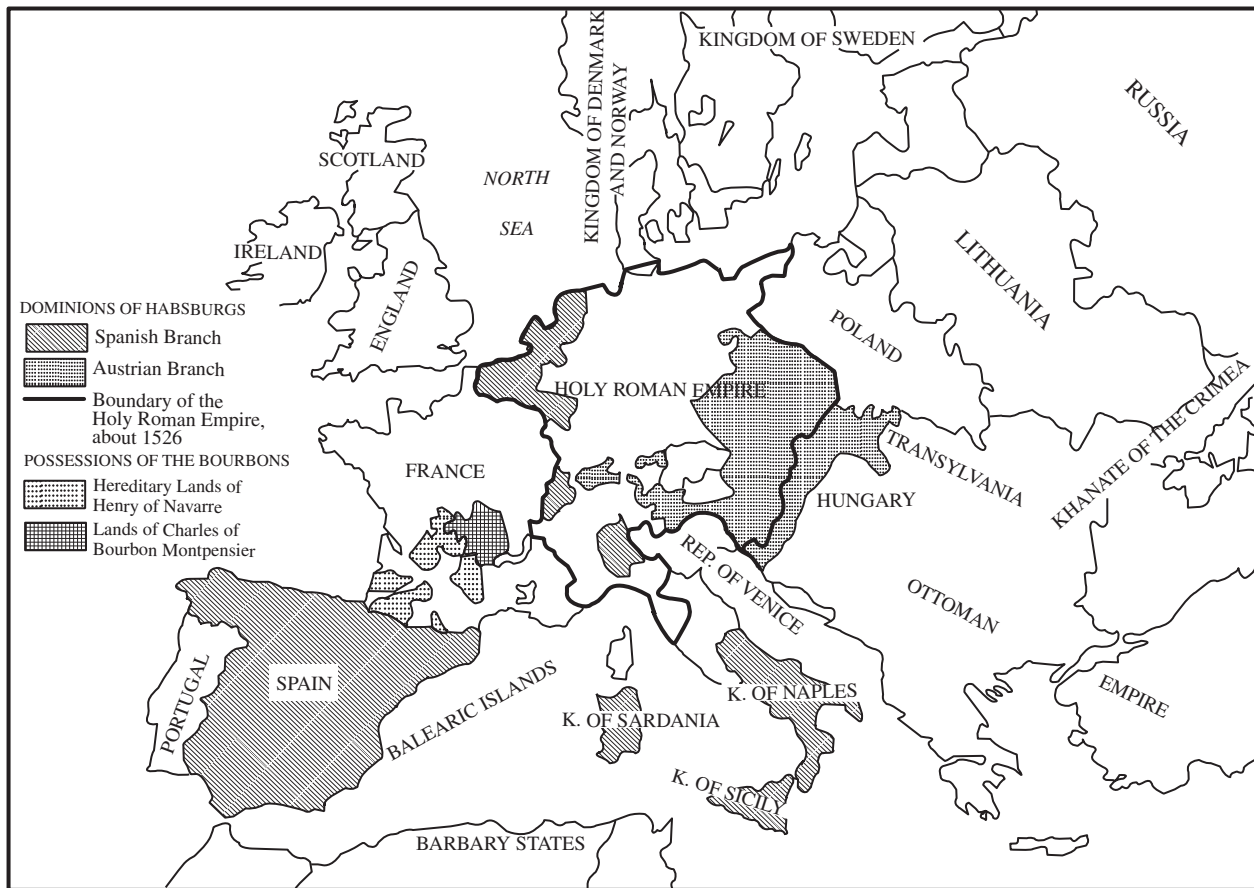 KINGDOM OF SWEDEN
KINGDOM OF DENMARK
AND NORWAY
RUSSIA
SCOTLAND
NORTH
SEA
IRELAND
ENGLAND
LITHUANIA
POLAND
DOMINIONS OF HABSBURGS
Spanish Branch
Austrian Branch
Boundary of the
Holy Roman Empire,
about 1526
POSSESSIONS OF THE BOURBONS
Hereditary Lands of
Henry of Navarre
Lands of Charles of
Bourbon Montpensier
HOLY ROMAN EMPIRE
FRANCE
TRANSYLVANIA
KHANATE OF THE CRIMEA
HUNGARY
REP. OF VENICE
OTTOMAN
EMPIRE
PORTUGAL
SPAIN
BALEARIC ISLANDS
K. OF SARDANIA
K. OF NAPLES
K. OF SICILY
BARBARY STATES